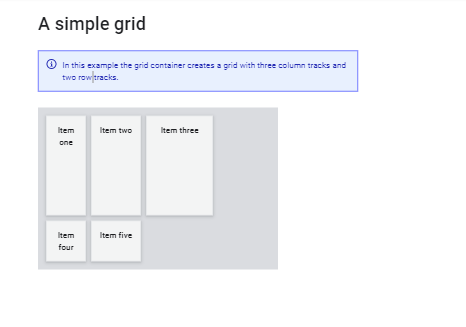 A simple grid
In this example the grid container creates a grid with three column tracks and
two row tracks.
Item
one
Item two
Item three
Item
four
Item five